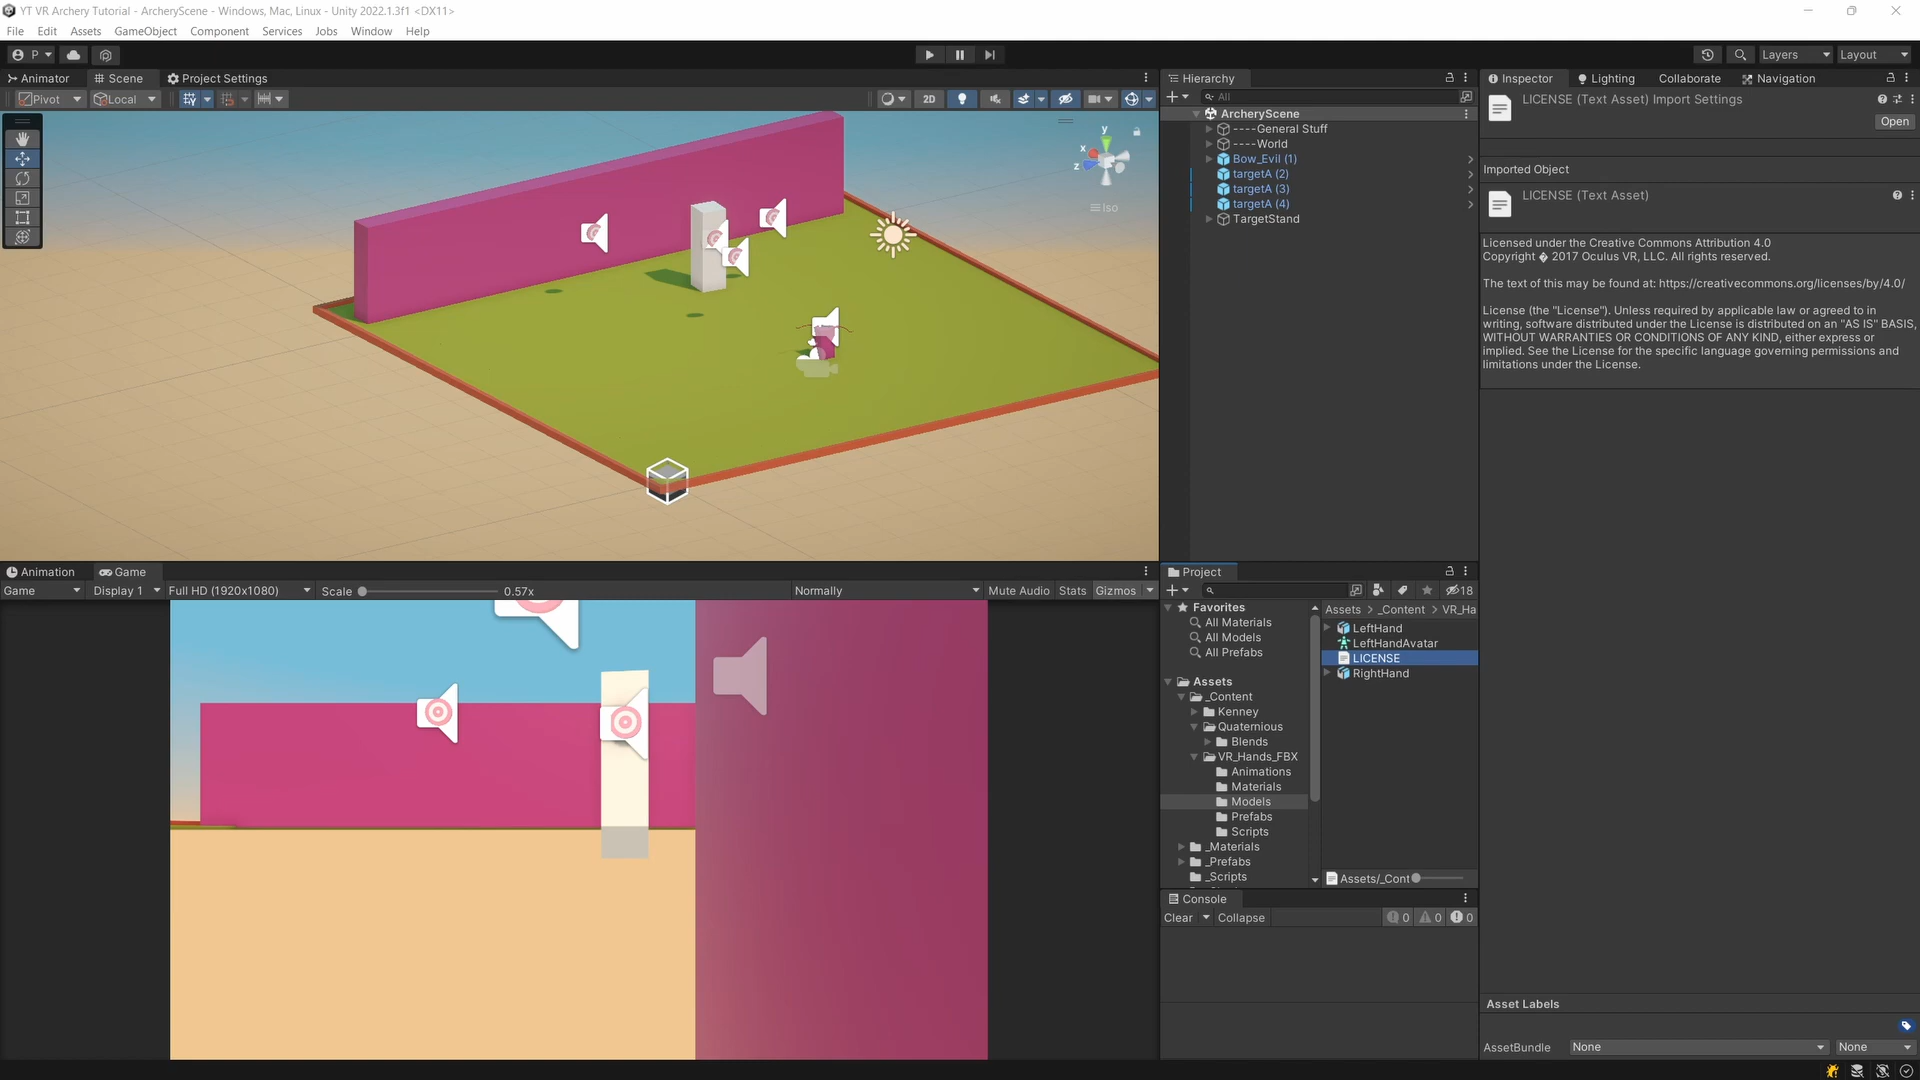 YT VR Archery Tutorial - ArcheryScene - Windows, Mac, Linux - Unity 2022.1.3f1 <DX11>
File Edit Assets GameObject Component Services Jobs Window Help
P Layers Layout
Animator Scene Project Settings
Pivot Local 2D
y
x
z
Iso
Hierarchy
All
ArcheryScene
----General Stuff
----World
Bow_Evil (1)
targetA (2)
targetA (3)
targetA (4)
TargetStand
Inspector Lighting Collaborate Navigation
LICENSE (Text Asset) Import Settings
Open
Imported Object
LICENSE (Text Asset)
Licensed under the Creative Commons Attribution 4.0
Copyright � 2017 Oculus VR, LLC. All rights reserved.
The text of this may be found at: https://creativecommons.org/licenses/by/4.0/
License (the "License"). Unless required by applicable law or agreed to in
writing, software distributed under the License is distributed on an "AS IS" BASIS,
WITHOUT WARRANTIES OR CONDITIONS OF ANY KIND, either express or
implied. See the License for the specific language governing permissions and
limitations under the License.
Animation Game
Game Display 1 Full HD (1920x1080) Scale 0.57x Normally Mute Audio Stats Gizmos
Project
18
Favorites
All Materials
All Models
All Prefabs
Assets
_Content
Kenney
Quaternious
Blends
VR_Hands_FBX
Animations
Materials
Models
Prefabs
Scripts
_Materials
_Prefabs
_Scripts
Assets > _Content > VR_Ha
LeftHand
LeftHandAvatar
LICENSE
RightHand
Assets/_Cont
Console
Clear Collapse 0 0 0
Asset Labels
AssetBundle None None